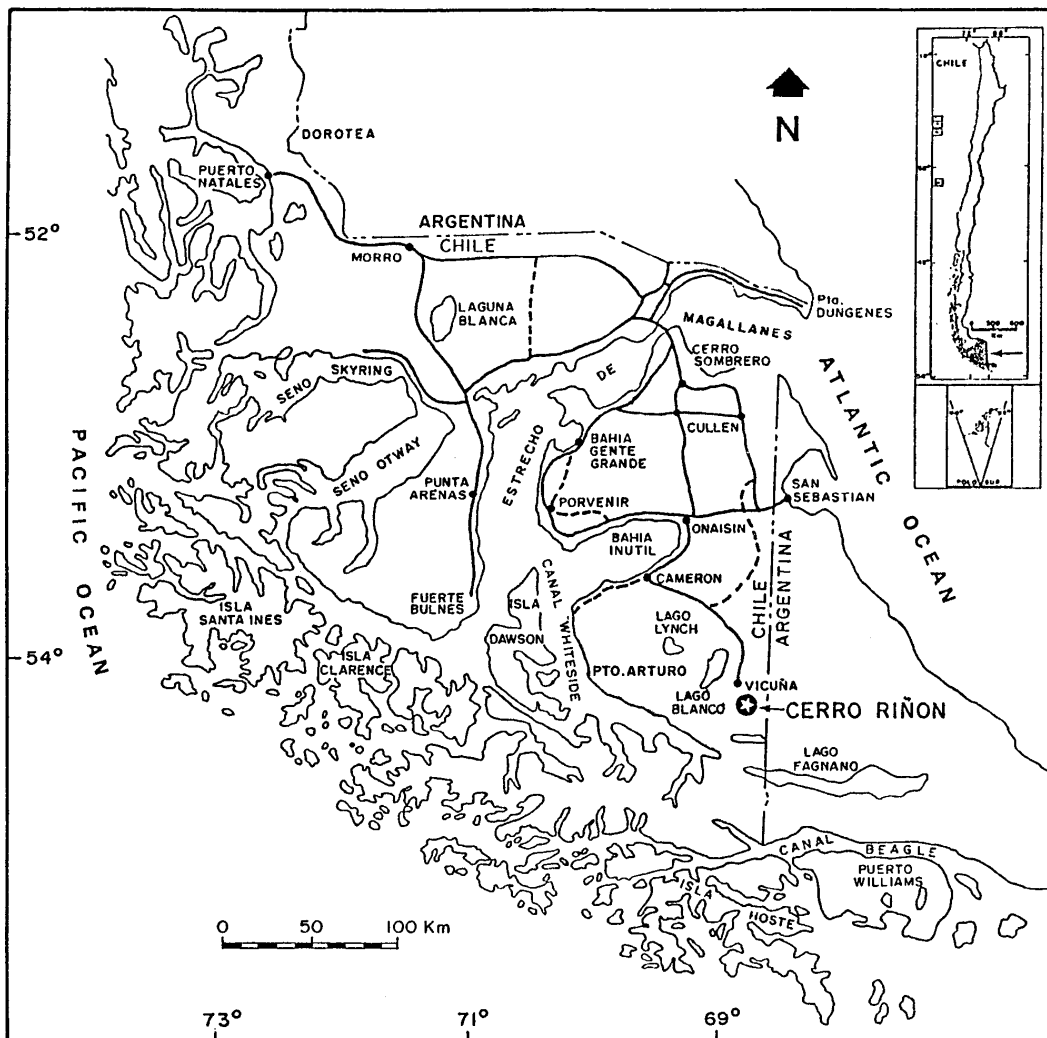 DOROTEA
PUERTO
NATALES
52°
ARGENTINA
CHILE
MORRO
LAGUNA
BLANCA
Pta.
DUNGENES
MAGALLANES
CERRO
SOMBRERO
DE
ESTRECHO
SENO SKYRING
SENO OTWAY
CULLEN
BAHIA
GENTE
GRANDE
PUNTA
ARENAS
PORVENIR
SAN
SEBASTIAN
ONAISIN
BAHIA
INUTIL
CAMERON
CHILE
ARGENTINA
CANAL WHITESIDE
ISLA
DAWSON
FUERTE
BULNES
ISLA
SANTA INES
ISLA
CLARENCE
54°
LAGO
LYNCH
PTO. ARTURO
LAGO
BLANCO
VICUÑA
CERRO RIÑON
LAGO
FAGNANO
CANAL BEAGLE
PUERTO
WILLIAMS
ISLA
HOSTE
PACIFIC OCEAN
ATLANTIC OCEAN
N
CHILE
Km
POLO SUR
0 50 100 Km
73° 71° 69°